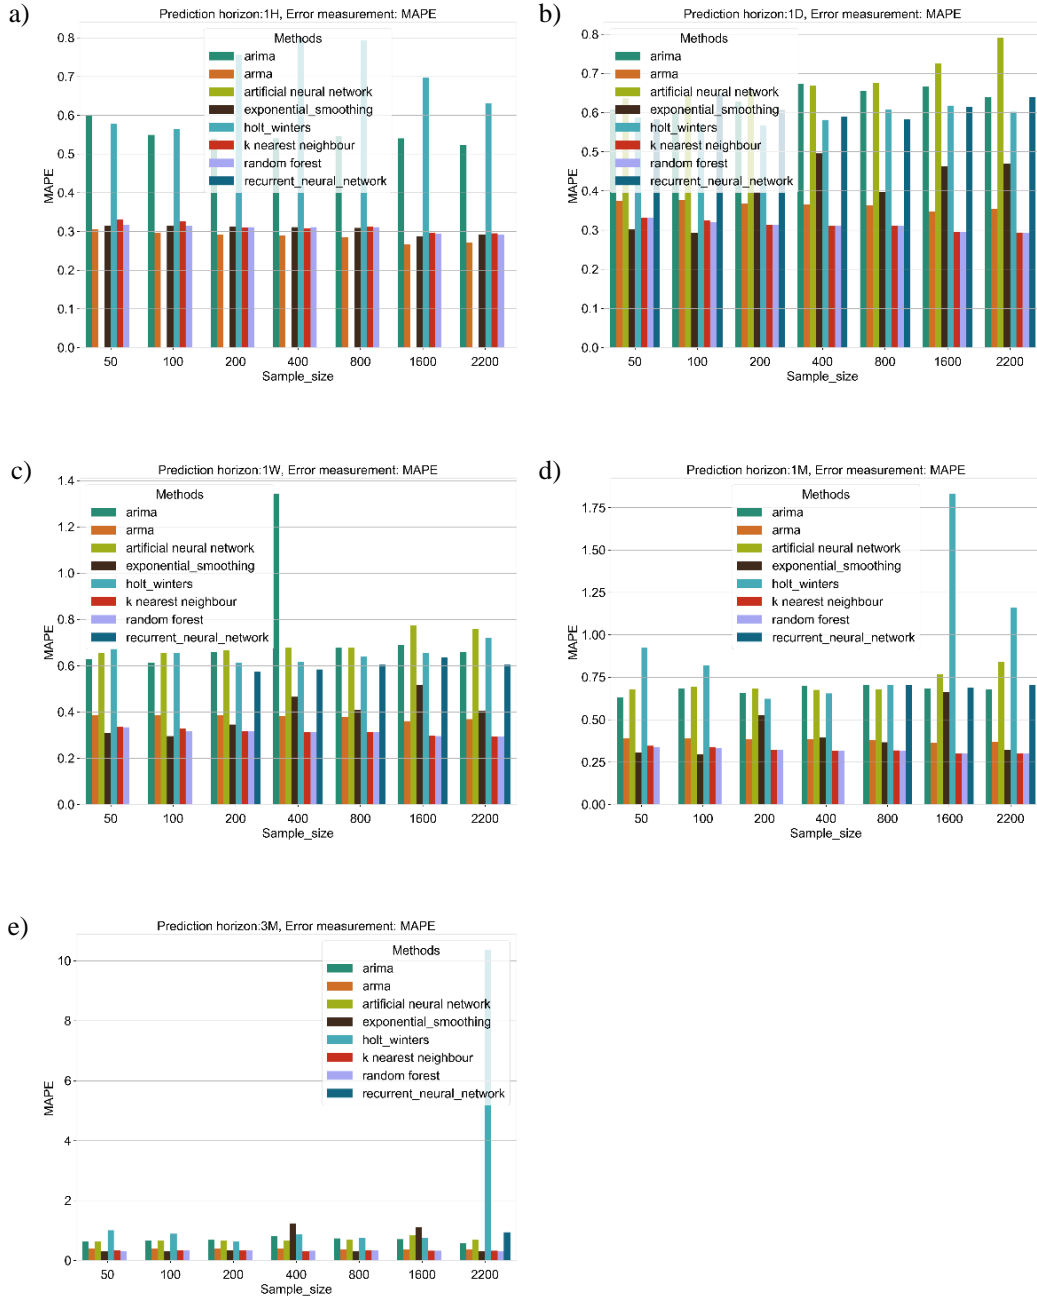 a)
Prediction horizon:1H, Error measurement: MAPE
0.8
0.7
0.6
0.5
0.4
0.3
0.2
0.1
0.0
MAPE
Methods
arima
arma
artificial neural network
exponential_smoothing
holt_winters
k nearest neighbour
random forest
recurrent_neural_network
50 100 200 400 800 1600 2200
Sample_size
b)
Prediction horizon:1D, Error measurement: MAPE
0.8
0.7
0.6
0.5
0.4
0.3
0.2
0.1
0.0
MAPE
Methods
arima
arma
artificial neural network
exponential_smoothing
holt_winters
k nearest neighbour
random forest
recurrent_neural_network
50 100 200 400 800 1600 2200
Sample_size
c)
Prediction horizon:1W, Error measurement: MAPE
1.4
1.2
1.0
0.8
0.6
0.4
0.2
0.0
MAPE
Methods
arima
arma
artificial neural network
exponential_smoothing
holt_winters
k nearest neighbour
random forest
recurrent_neural_network
50 100 200 400 800 1600 2200
Sample_size
d)
Prediction horizon:1M, Error measurement: MAPE
1.75
1.50
1.25
1.00
0.75
0.50
0.25
0.00
MAPE
Methods
arima
arma
artificial neural network
exponential_smoothing
holt_winters
k nearest neighbour
random forest
recurrent_neural_network
50 100 200 400 800 1600 2200
Sample_size
e)
Prediction horizon:3M, Error measurement: MAPE
10
8
6
4
2
0
MAPE
Methods
arima
arma
artificial neural network
exponential_smoothing
holt_winters
k nearest neighbour
random forest
recurrent_neural_network
50 100 200 400 800 1600 2200
Sample_size